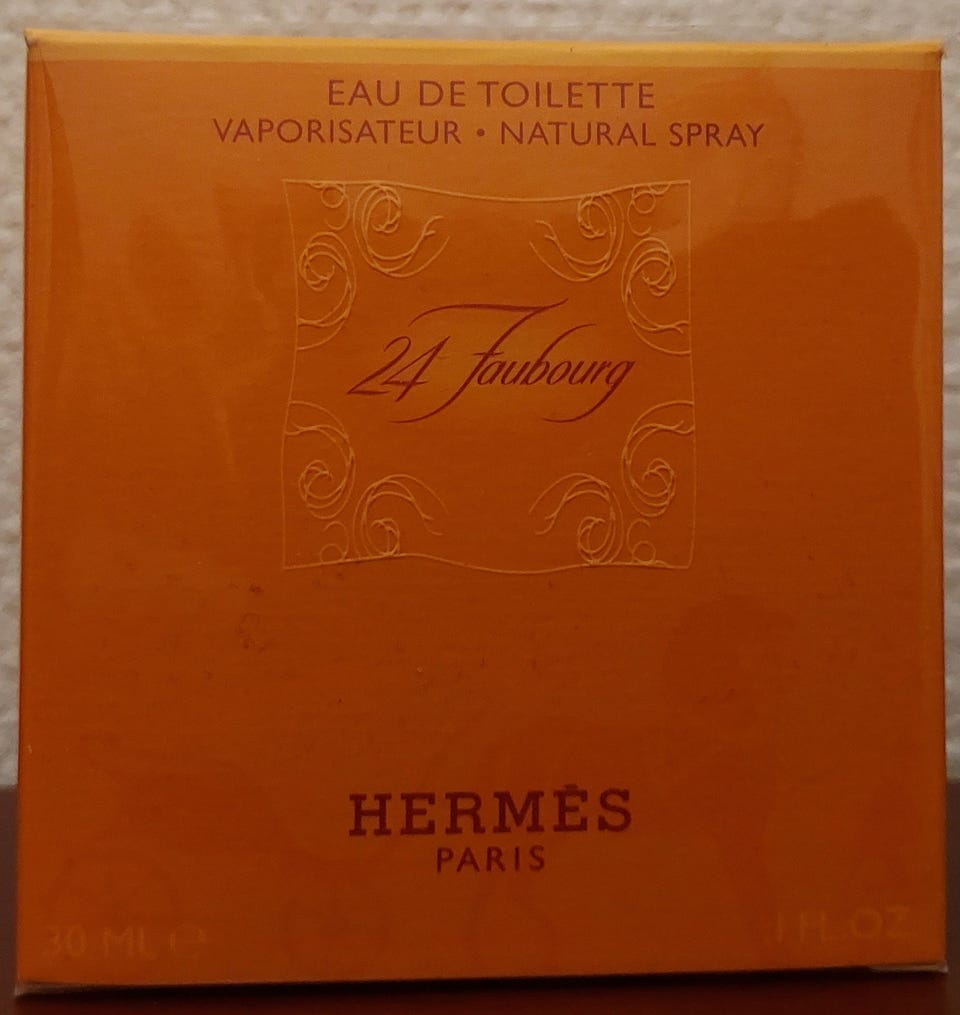 EAU DE TOILETTE
VAPORISATEUR • NATURAL SPRAY
24 Faubourg
HERMÈS
PARIS
30 ML ℮
1 FL.OZ